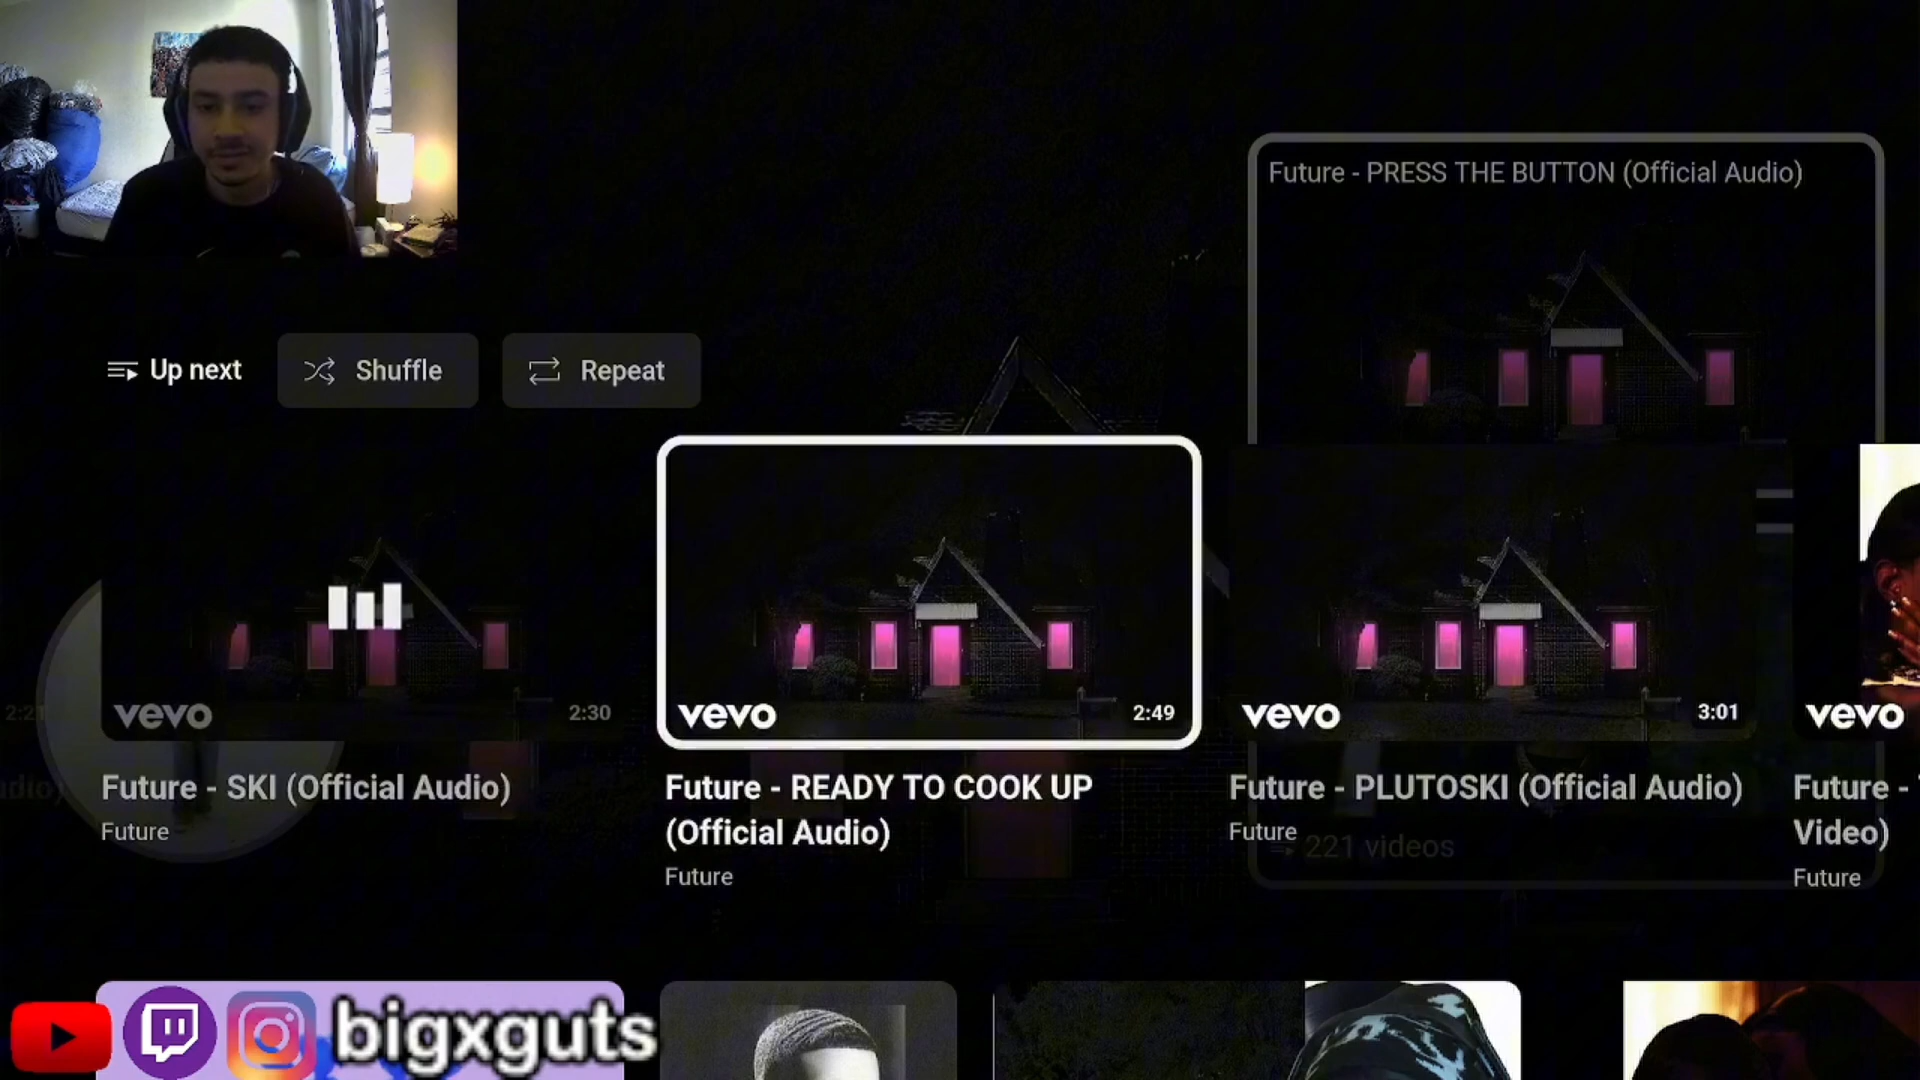 Future - PRESS THE BUTTON (Official Audio)
Up next
Shuffle
Repeat
vevo
2:30
vevo
2:49
vevo
3:01
vevo
Future - SKI (Official Audio)
Future
Future - READY TO COOK UP
(Official Audio)
Future
Future - PLUTOSKI (Official Audio)
Future
221 videos
Future -
Video)
Future
bigxguts